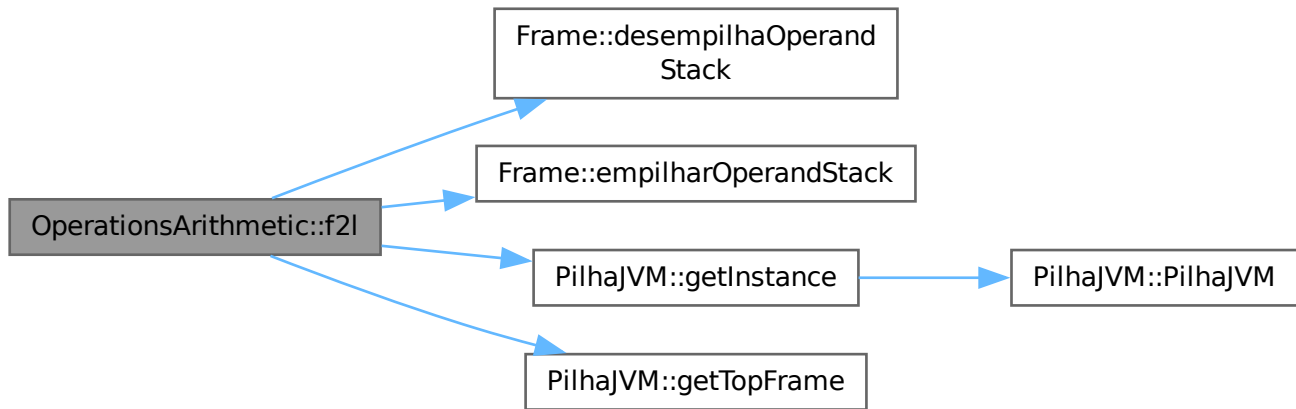 Frame::desempilhaOperand
Stack
Frame::empilharOperandStack
OperationsArithmetic::f2l
PilhaJVM::getInstance
PilhaJVM::PilhaJVM
PilhaJVM::getTopFrame